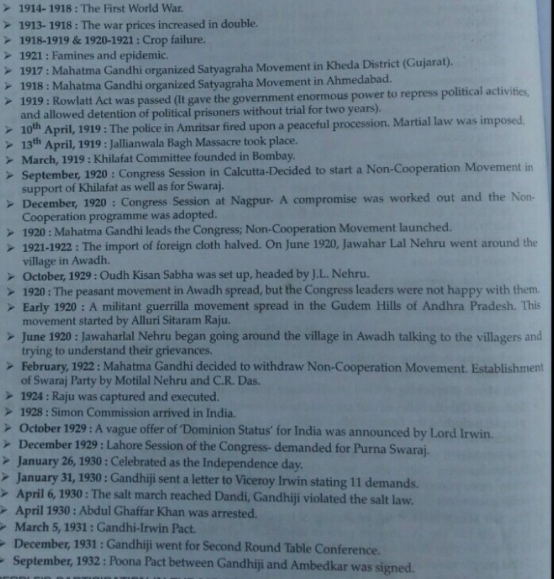 ➤ 1914- 1918 : The First World War.
➤ 1913- 1918 : The war prices increased in double.
➤ 1918-1919 & 1920-1921 : Crop failure.
➤ 1921 : Famines and epidemic.
➤ 1917 : Mahatma Gandhi organized Satyagraha Movement in Kheda District (Gujarat).
➤ 1918 : Mahatma Gandhi organized Satyagraha Movement in Ahmedabad.
➤ 1919 : Rowlatt Act was passed (It gave the government enormous power to repress political activities,
and allowed detention of political prisoners without trial for two years).
➤ 10th April, 1919 : The police in Amritsar fired upon a peaceful procession. Martial law was imposed.
➤ 13th April, 1919 : Jallianwala Bagh Massacre took place.
➤ March, 1919 : Khilafat Committee founded in Bombay.
➤ September, 1920 : Congress Session in Calcutta-Decided to start a Non-Cooperation Movement in
support of Khilafat as well as for Swaraj.
➤ December, 1920 : Congress Session at Nagpur- A compromise was worked out and the Non-
Cooperation programme was adopted.
➤ 1920 : Mahatma Gandhi leads the Congress; Non-Cooperation Movement launched.
➤ 1921-1922 : The import of foreign cloth halved. On June 1920, Jawahar Lal Nehru went around the
village in Awadh.
➤ October, 1929 : Oudh Kisan Sabha was set up, headed by J.L. Nehru.
➤ 1920 : The peasant movement in Awadh spread, but the Congress leaders were not happy with them.
➤ Early 1920 : A militant guerrilla movement spread in the Gudem Hills of Andhra Pradesh. This
movement started by Alluri Sitaram Raju.
➤ June 1920 : Jawaharlal Nehru began going around the village in Awadh talking to the villagers and
trying to understand their grievances.
➤ February, 1922 : Mahatma Gandhi decided to withdraw Non-Cooperation Movement. Establishment
of Swaraj Party by Motilal Nehru and C.R. Das.
➤ 1924 : Raju was captured and executed.
➤ 1928 : Simon Commission arrived in India.
➤ October 1929 : A vague offer of 'Dominion Status' for India was announced by Lord Irwin.
➤ December 1929 : Lahore Session of the Congress- demanded for Purna Swaraj.
➤ January 26, 1930 : Celebrated as the Independence day.
➤ January 31, 1930 : Gandhiji sent a letter to Viceroy Irwin stating 11 demands.
➤ April 6, 1930 : The salt march reached Dandi, Gandhiji violated the salt law.
➤ April 1930 : Abdul Ghaffar Khan was arrested.
➤ March 5, 1931 : Gandhi-Irwin Pact.
➤ December, 1931 : Gandhiji went for Second Round Table Conference.
➤ September, 1932 : Poona Pact between Gandhiji and Ambedkar was signed.